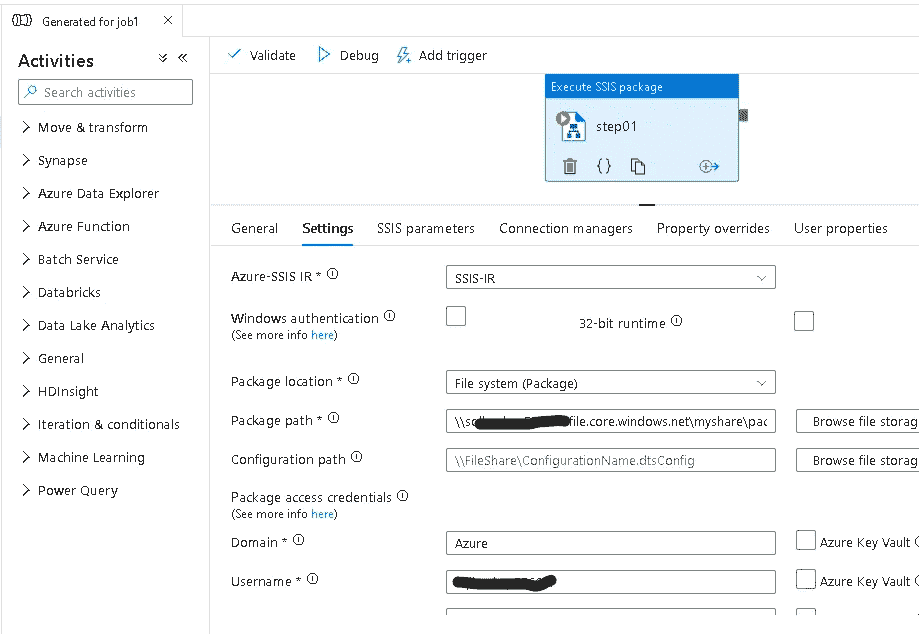 Generated for job1
Activities
Search activities
Move & transform
Synapse
Azure Data Explorer
Azure Function
Batch Service
Databricks
Data Lake Analytics
General
HDInsight
Iteration & conditionals
Machine Learning
Power Query
Validate Debug Add trigger
Execute SSIS package
step01
General Settings SSIS parameters Connection managers Property overrides User properties
Azure-SSIS IR * SSIS-IR
Windows authentication
(See more info here)
32-bit runtime
Package location * File system (Package)
Package path * file.core.windows.net\myshare\pac Browse file storag
Configuration path \\FileShare\ConfigurationName.dtsConfig Browse file storag
Package access credentials
(See more info here)
Domain * Azure Azure Key Vault
Username * Azure Key Vault